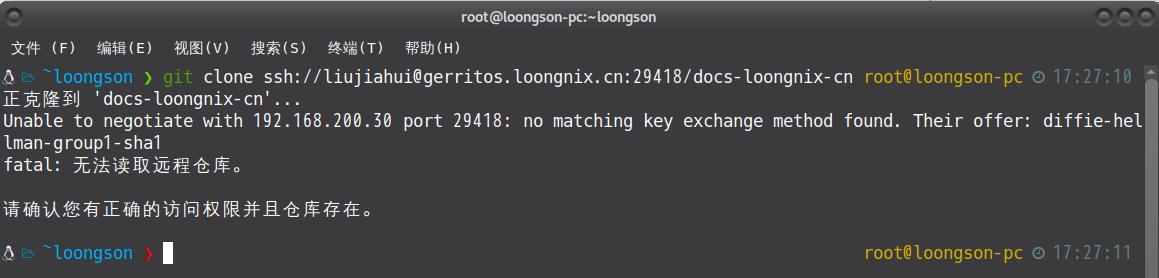 root@loongson-pc:~loongson
文件 (F) 编辑(E) 视图(V) 搜索(S) 终端(T) 帮助(H)
~loongson ❯ git clone ssh://liujiahui@gerritos.loongnix.cn:29418/docs-loongnix-cn root@loongson-pc 17:27:10
正克隆到 'docs-loongnix-cn'...
Unable to negotiate with 192.168.200.30 port 29418: no matching key exchange method found. Their offer: diffie-hel
lman-group1-sha1
fatal: 无法读取远程仓库。
请确认您有正确的访问权限并且仓库存在。
~loongson ❯ root@loongson-pc 17:27:11